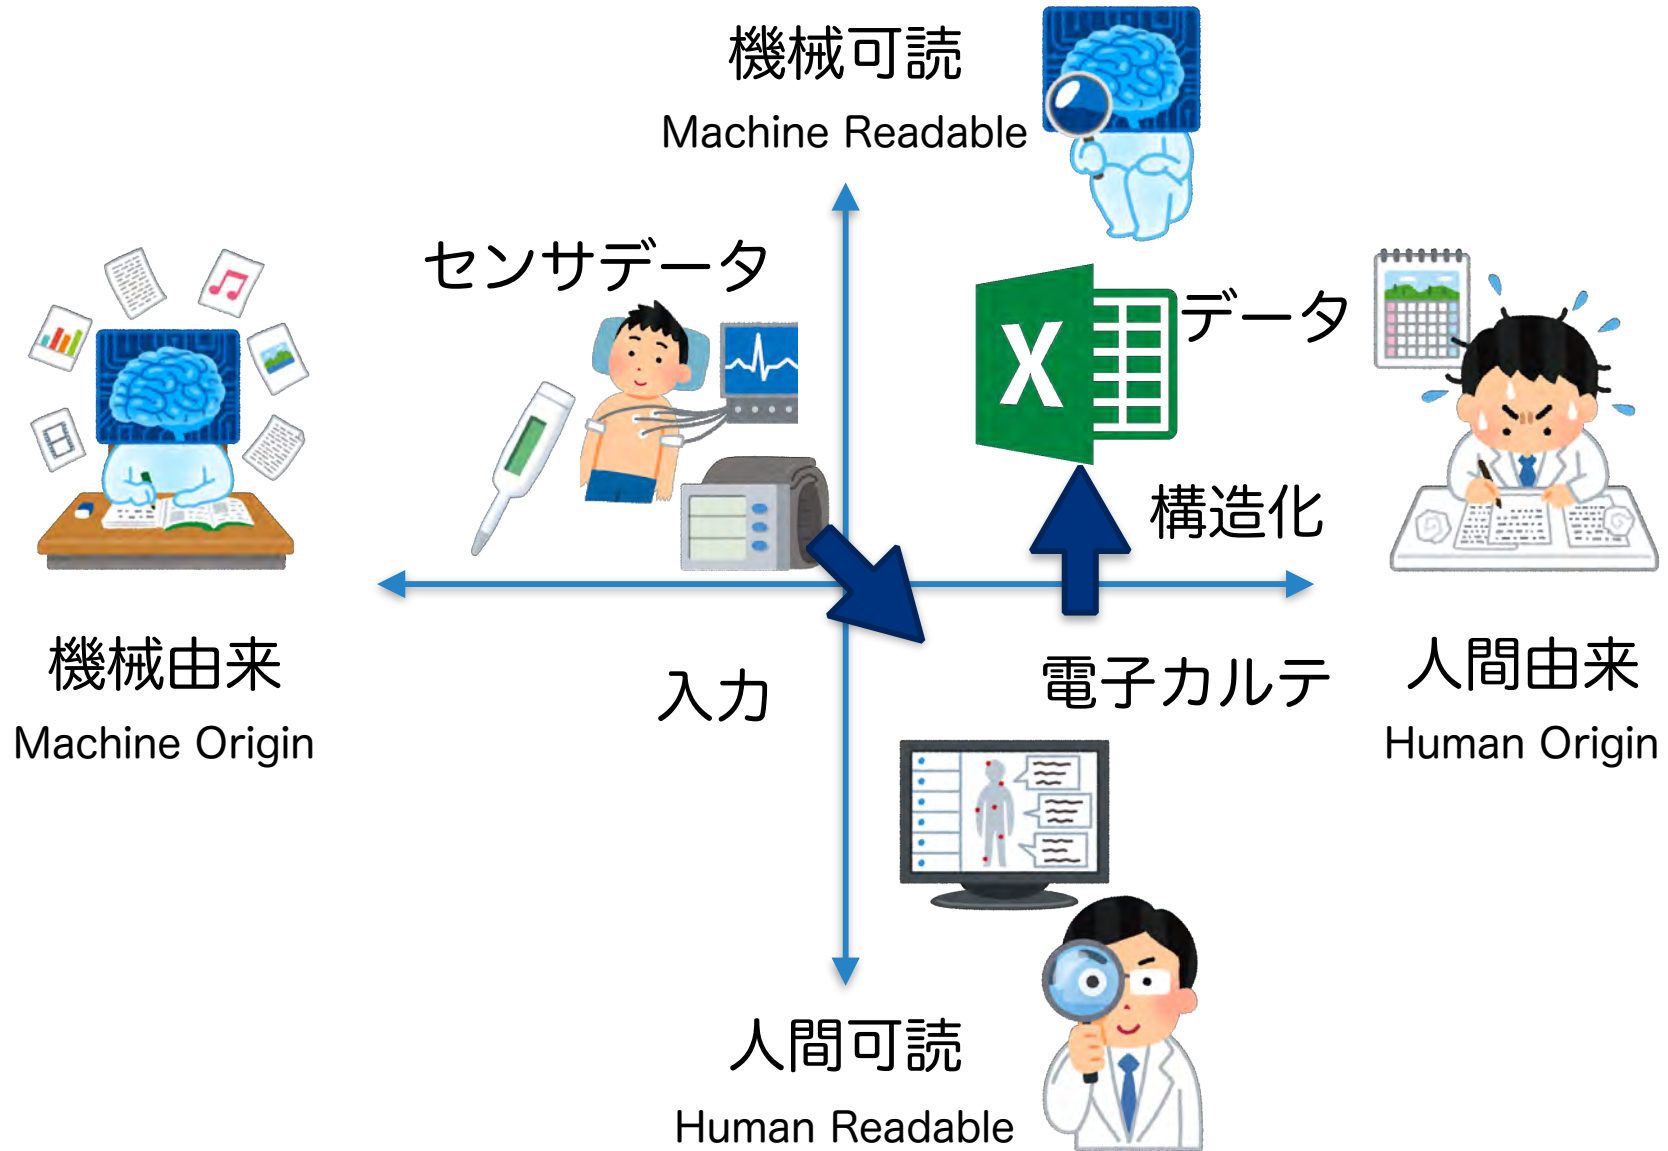 機械可読
Machine Readable
センサデータ
X
データ
構造化
機械由来
Machine Origin
入力
電子カルテ
人間由来
Human Origin
人間可読
Human Readable